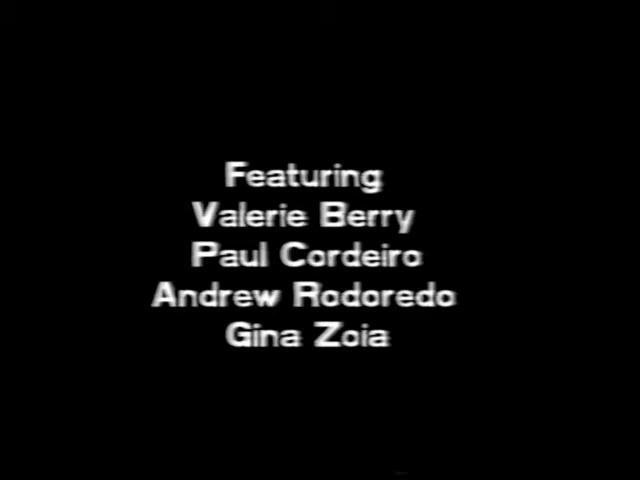 Featuring
Valerie Berry
Paul Cordeiro
Andrew Rodoredo
Gina Zoia